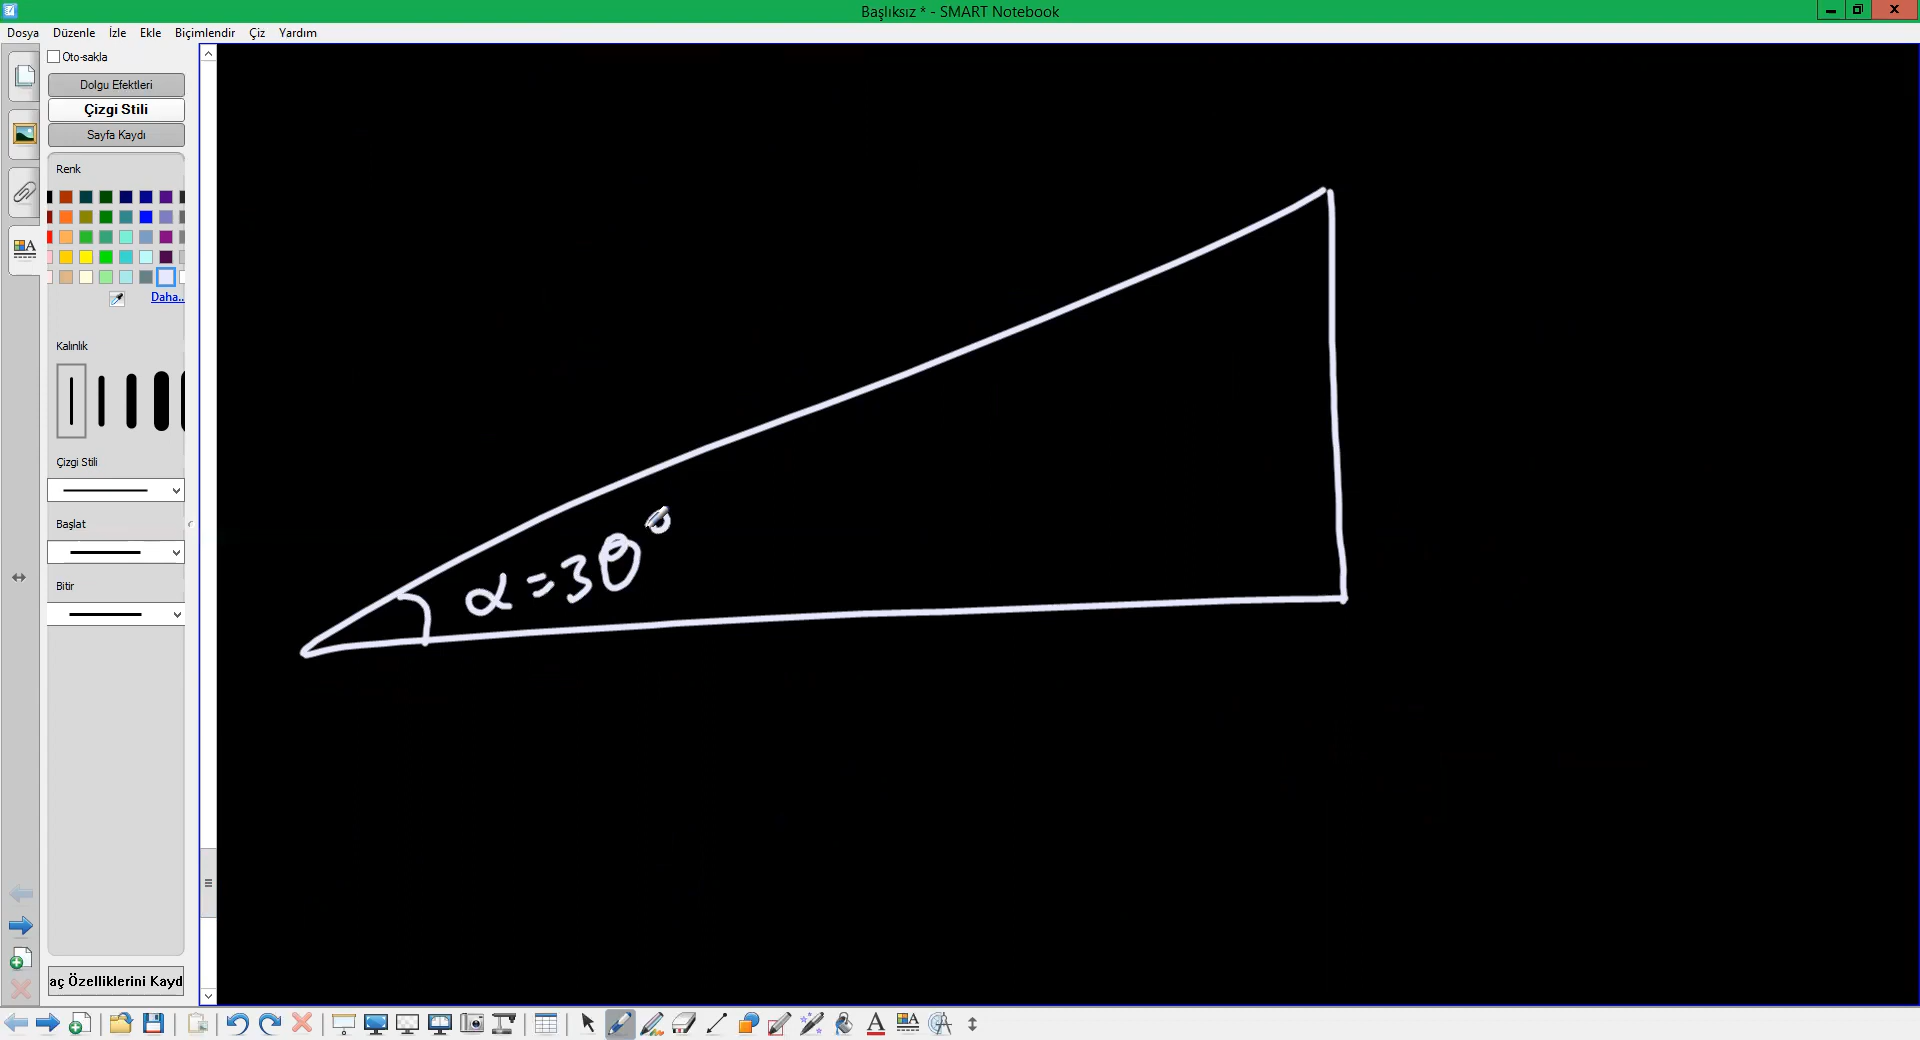 Başlıksız * - SMART Notebook
Dosya Düzenle İzle Ekle Biçimlendir Çiz Yardım
Oto-sakla
Dolgu Efektleri
Çizgi Stili
Sayfa Kaydı
Renk
Daha..
Kalınlık
Çizgi Stili
Başlat
Bitir
aç Özelliklerini Kayd
α = 30°